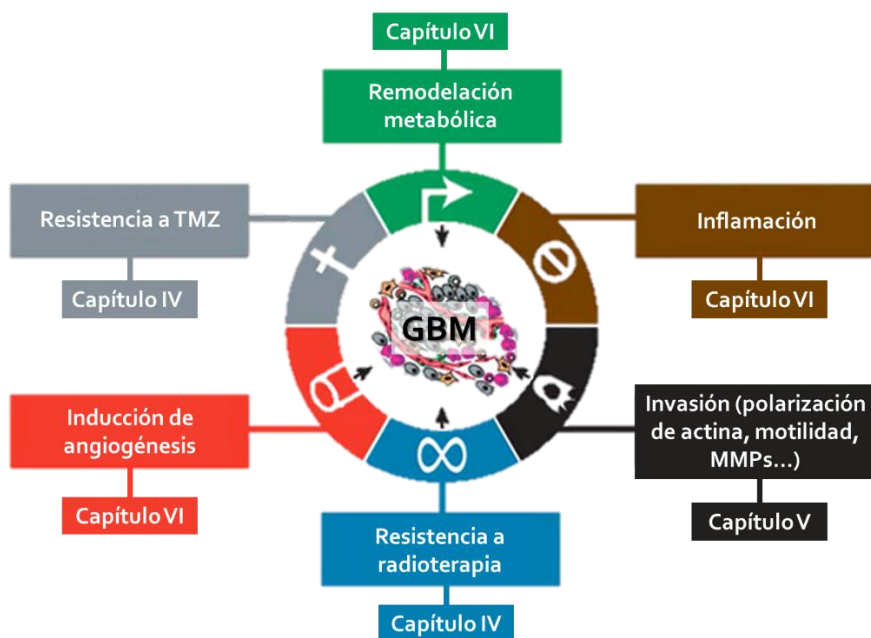 Capítulo VI
Remodelación
metabólica
Resistencia a TMZ
Capítulo IV
Inflamación
Capítulo VI
GBM
Inducción de
angiogénesis
Capítulo VI
Invasión (polarización
de actina, motilidad,
MMPs...)
Capítulo V
Resistencia a
radioterapia
Capítulo IV